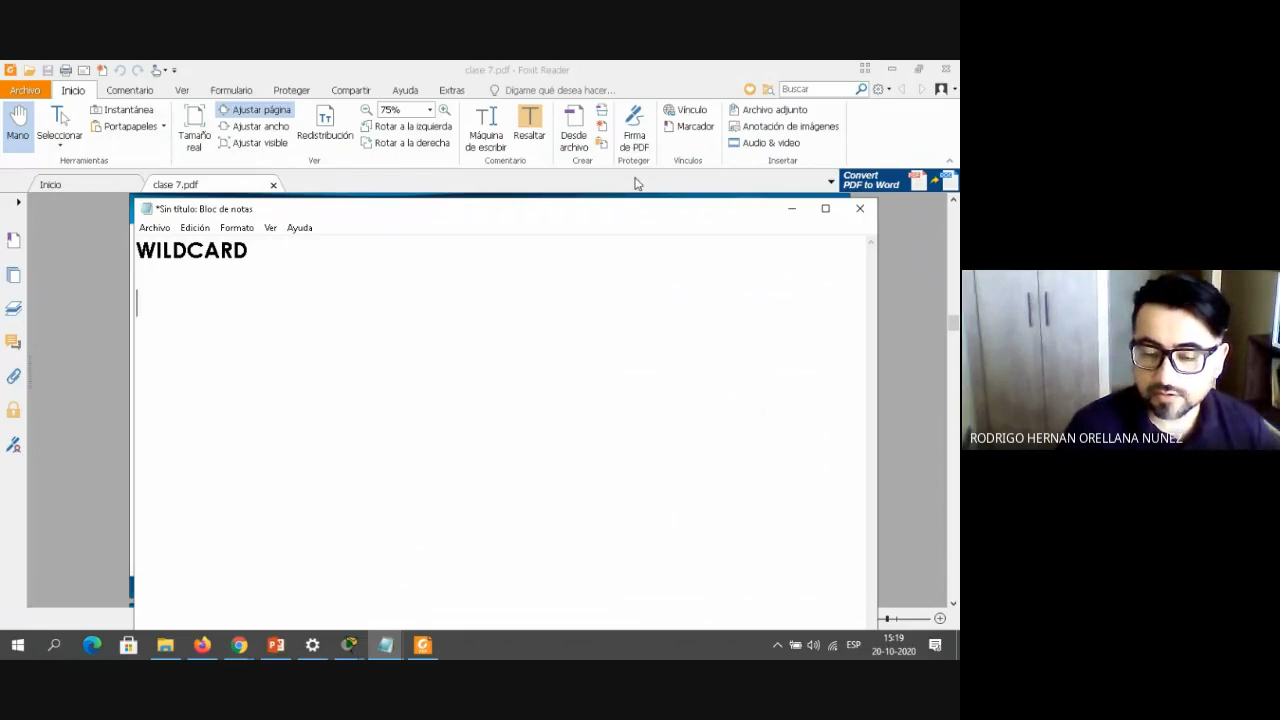 clase 7.pdf - Foxit Reader
Archivo Inicio Comentario Ver Formulario Proteger Compartir Ayuda Extras Dígame qué desea hacer... Buscar
Mano
Seleccionar
Instantánea
Portapapeles
Herramientas
Tamaño real
Ajustar página
Ajustar ancho
Ajustar visible
Redistribución
75%
Rotar a la izquierda
Rotar a la derecha
Ver
Máquina de escribir
Resaltar
Comentario
Desde archivo
Crear
Firma de PDF
Proteger
Vínculo
Marcador
Vínculos
Archivo adjunto
Anotación de imágenes
Audio & video
Insertar
Inicio
clase 7.pdf
Convert
PDF to Word
*Sin título: Bloc de notas
Archivo Edición Formato Ver Ayuda
WILDCARD
RODRIGO HERNAN ORELLANA NUNEZ
ESP
15:19
20-10-2020